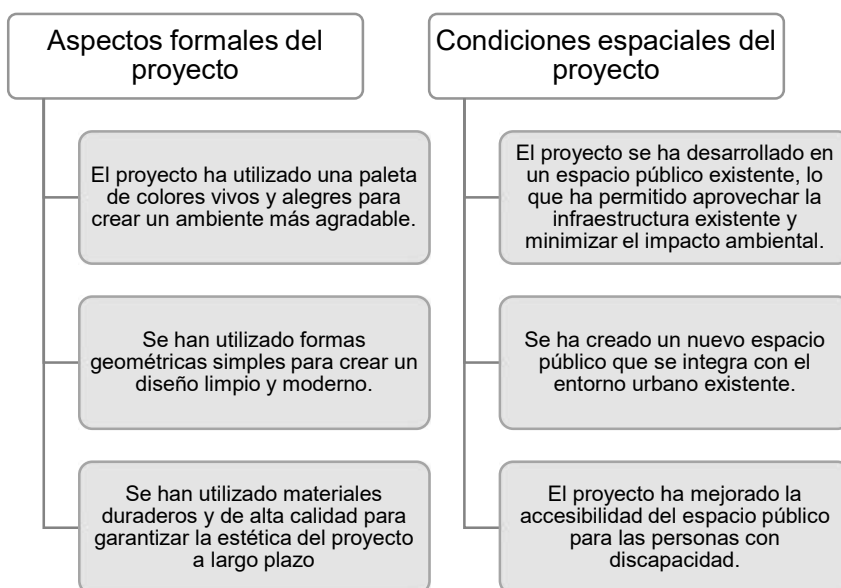 Aspectos formales del
proyecto
El proyecto ha utilizado una paleta
de colores vivos y alegres para
crear un ambiente más agradable.
Se han utilizado formas
geométricas simples para crear un
diseño limpio y moderno.
Se han utilizado materiales
duraderos y de alta calidad para
garantizar la estética del proyecto
a largo plazo
Condiciones espaciales del
proyecto
El proyecto se ha desarrollado en
un espacio público existente, lo
que ha permitido aprovechar la
infraestructura existente y
minimizar el impacto ambiental.
Se ha creado un nuevo espacio
público que se integra con el
entorno urbano existente.
El proyecto ha mejorado la
accesibilidad del espacio público
para las personas con
discapacidad.